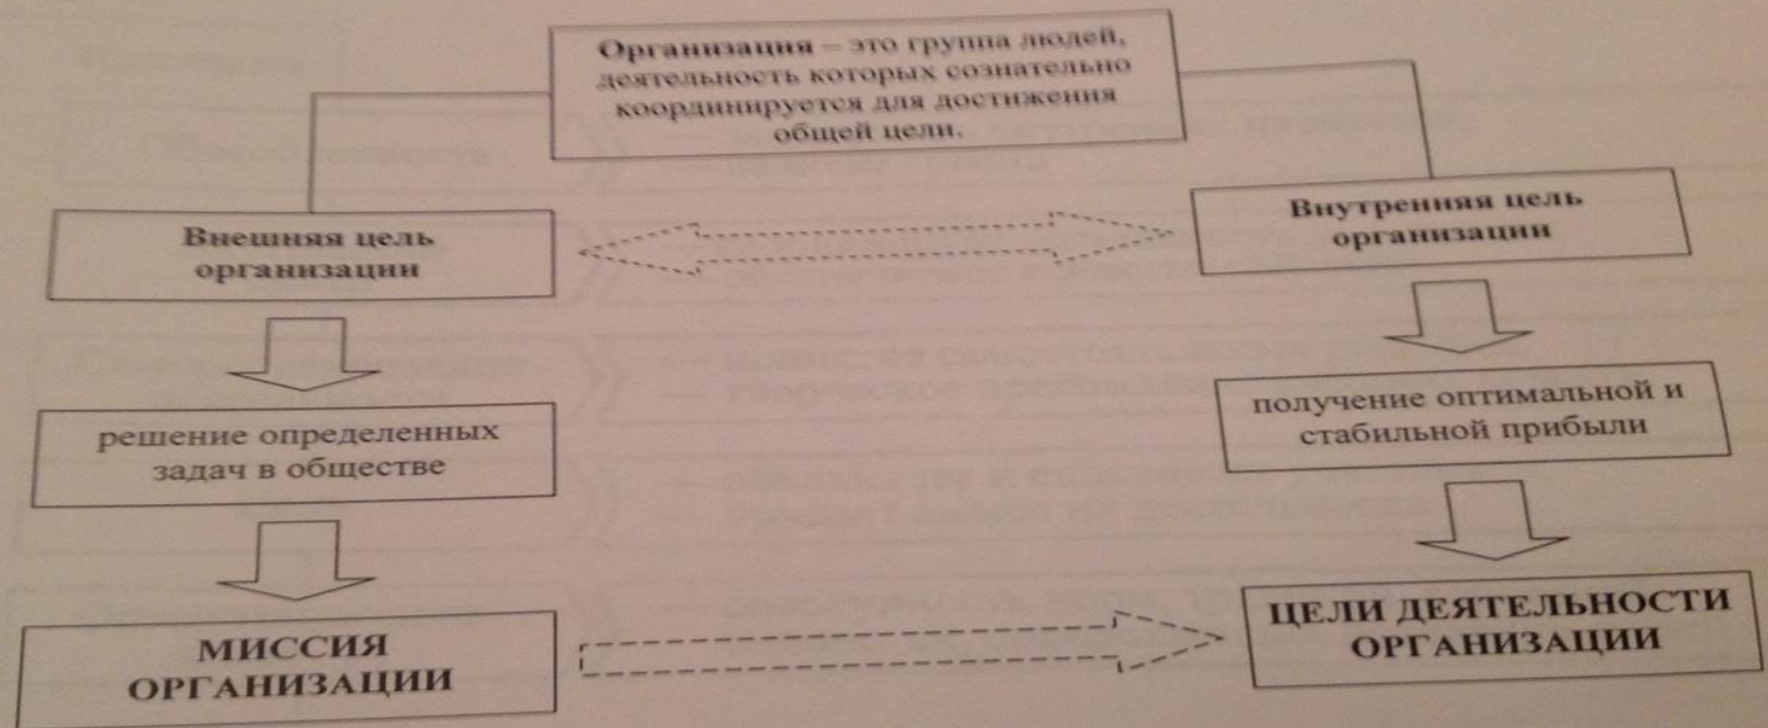 Организация – это группа людей,
деятельность которых сознательно
координируется для достижения
общей цели.
Внешняя цель
организации
Внутренняя цель
организации
решение определенных
задач в обществе
получение оптимальной и
стабильной прибыли
МИССИЯ
ОРГАНИЗАЦИИ
ЦЕЛИ ДЕЯТЕЛЬНОСТИ
ОРГАНИЗАЦИИ